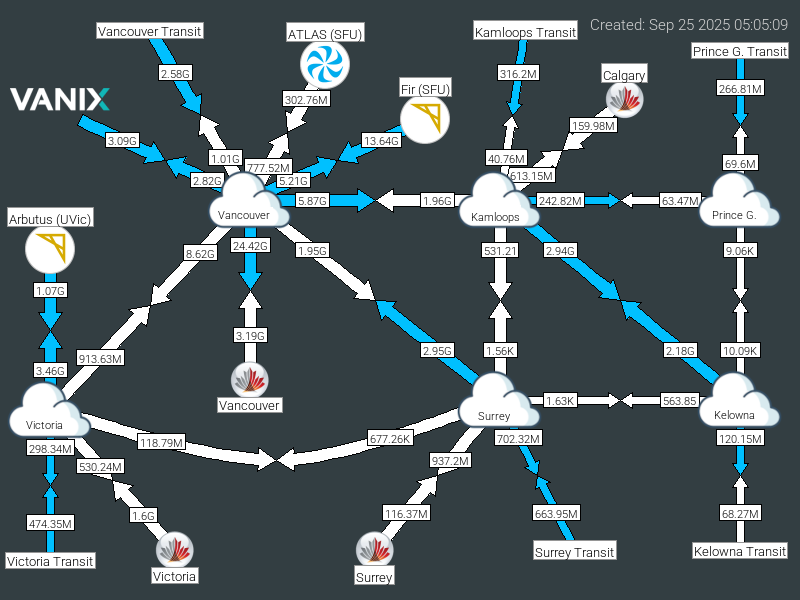 Created: Sep 25 2025 05:05:09
Vancouver Transit
ATLAS (SFU)
Kamloops Transit
Prince G. Transit
2.58G
316.2M
Calgary
266.81M
Fir (SFU)
VANIX
302.76M
159.98M
3.09G
13.64G
1.01G
777.52M
40.76M
69.6M
2.82G
5.21G
613.15M
5.87G
1.96G
242.82M
63.47M
Vancouver
Kamloops
Prince G.
Arbutus (UVic)
8.62G
24.42G
1.95G
531.21
2.94G
9.06K
1.07G
3.19G
913.63M
2.95G
1.56K
2.18G
10.09K
3.46G
Vancouver
1.63K
563.85
Victoria
Surrey
Kelowna
118.79M
677.26K
702.32M
120.15M
298.34M
530.24M
937.2M
474.35M
1.6G
116.37M
663.95M
68.27M
Victoria Transit
Victoria
Surrey
Surrey Transit
Kelowna Transit